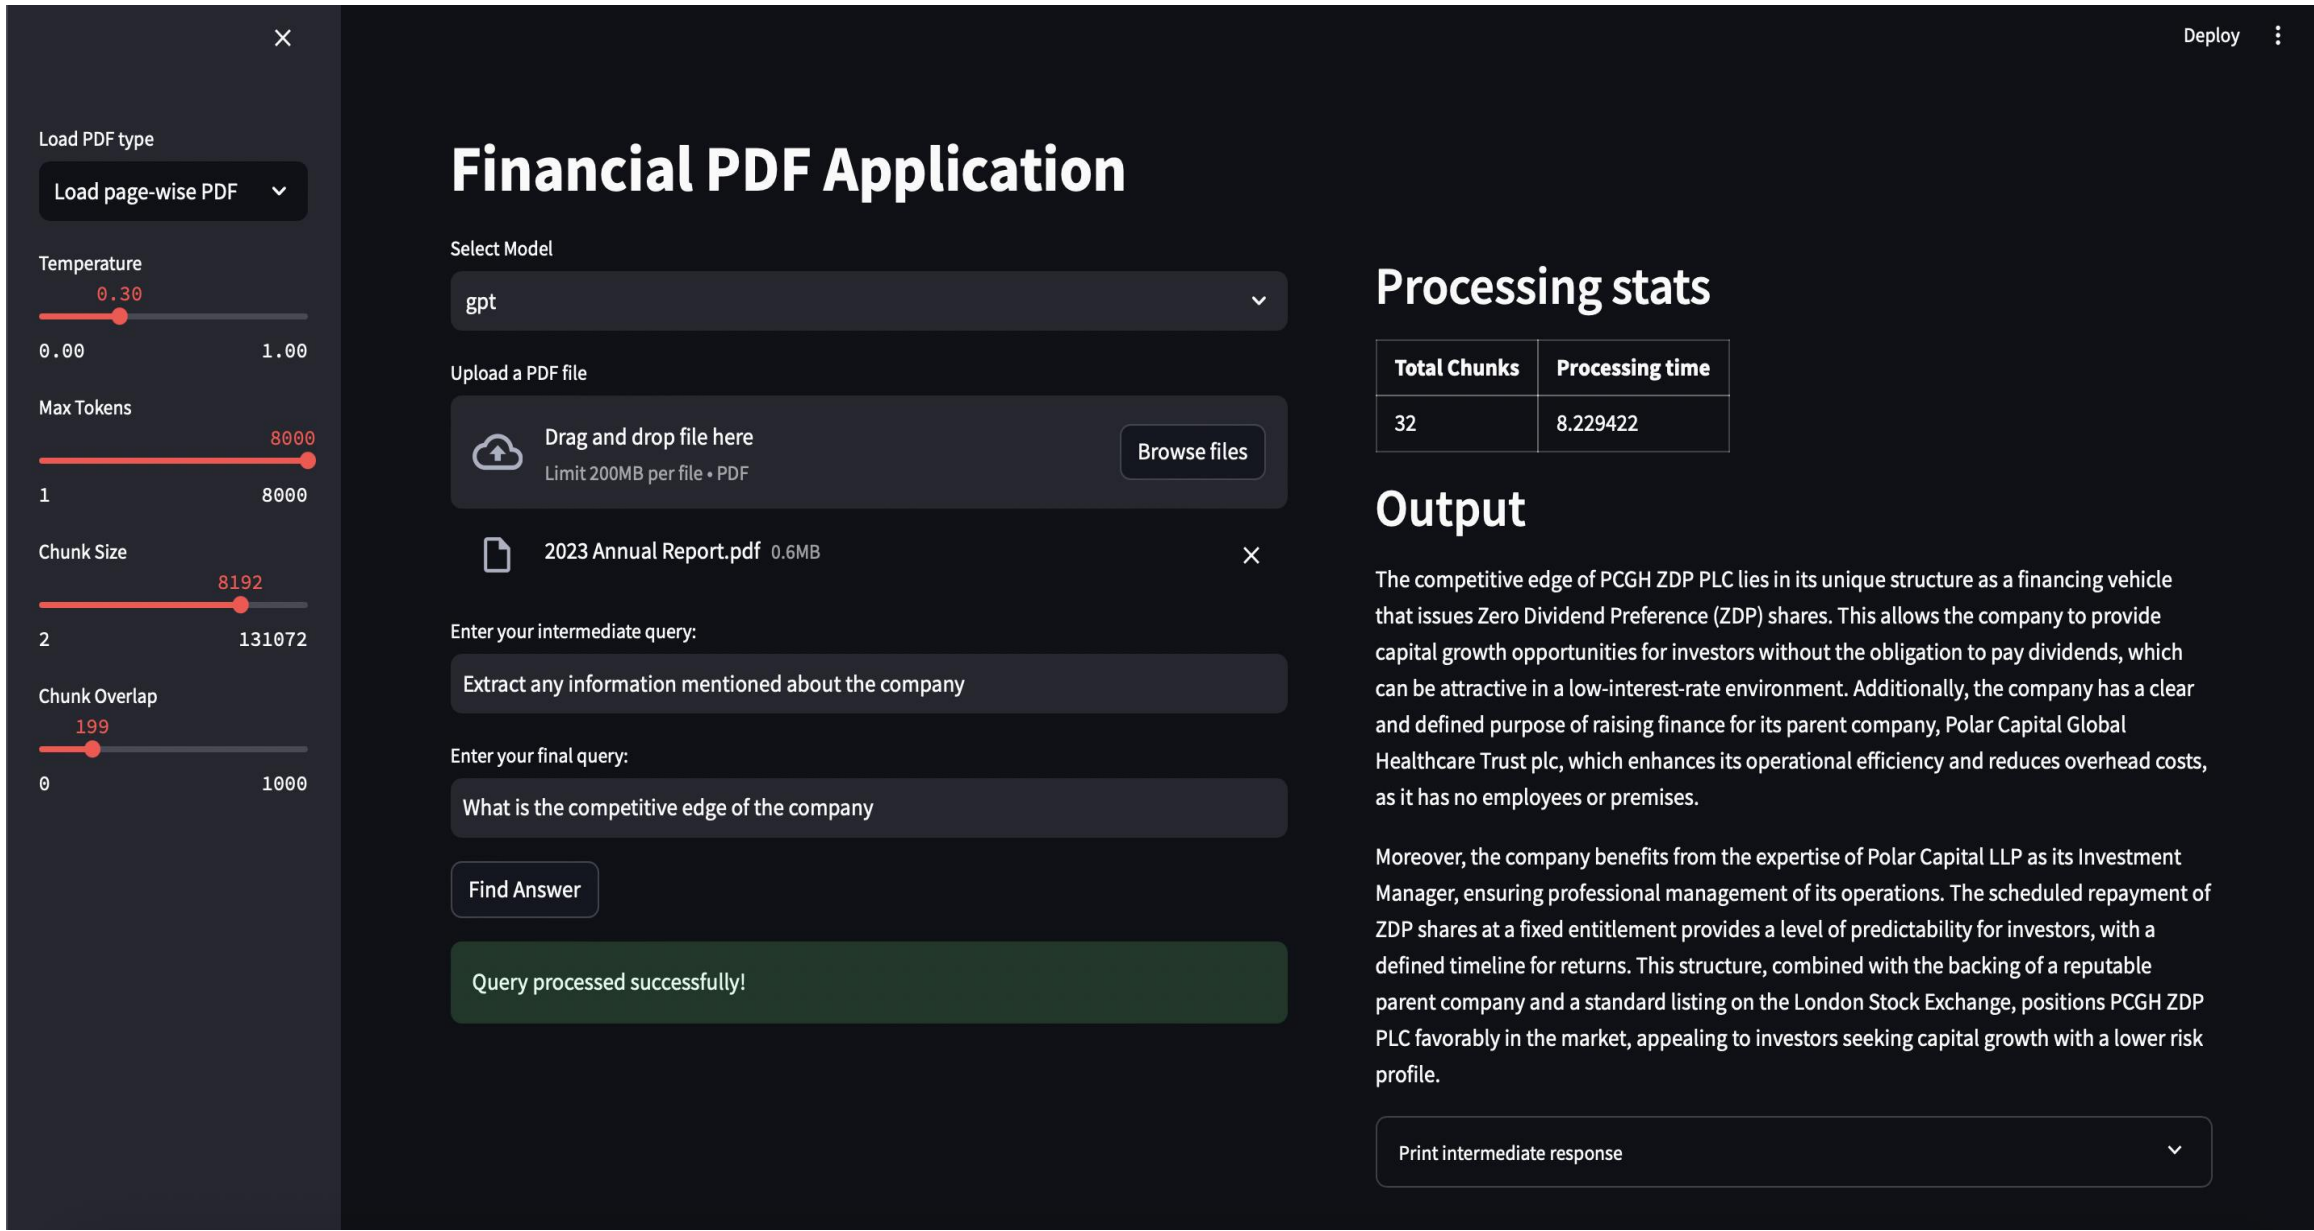 Deploy
Load PDF type
Load page-wise PDF
Temperature
0.30
0.00 1.00
Max Tokens
8000
1 8000
Chunk Size
8192
2 131072
Chunk Overlap
199
0 1000
Financial PDF Application
Select Model
gpt
Upload a PDF file
Drag and drop file here
Limit 200MB per file • PDF
Browse files
2023 Annual Report.pdf 0.6MB
Enter your intermediate query:
Extract any information mentioned about the company
Enter your final query:
What is the competitive edge of the company
Find Answer
Query processed successfully!
Processing stats
Total Chunks Processing time
32 8.229422
Output
The competitive edge of PCGH ZDP PLC lies in its unique structure as a financing vehicle
that issues Zero Dividend Preference (ZDP) shares. This allows the company to provide
capital growth opportunities for investors without the obligation to pay dividends, which
can be attractive in a low-interest-rate environment. Additionally, the company has a clear
and defined purpose of raising finance for its parent company, Polar Capital Global
Healthcare Trust plc, which enhances its operational efficiency and reduces overhead costs,
as it has no employees or premises.
Moreover, the company benefits from the expertise of Polar Capital LLP as its Investment
Manager, ensuring professional management of its operations. The scheduled repayment of
ZDP shares at a fixed entitlement provides a level of predictability for investors, with a
defined timeline for returns. This structure, combined with the backing of a reputable
parent company and a standard listing on the London Stock Exchange, positions PCGH ZDP
PLC favorably in the market, appealing to investors seeking capital growth with a lower risk
profile.
Print intermediate response